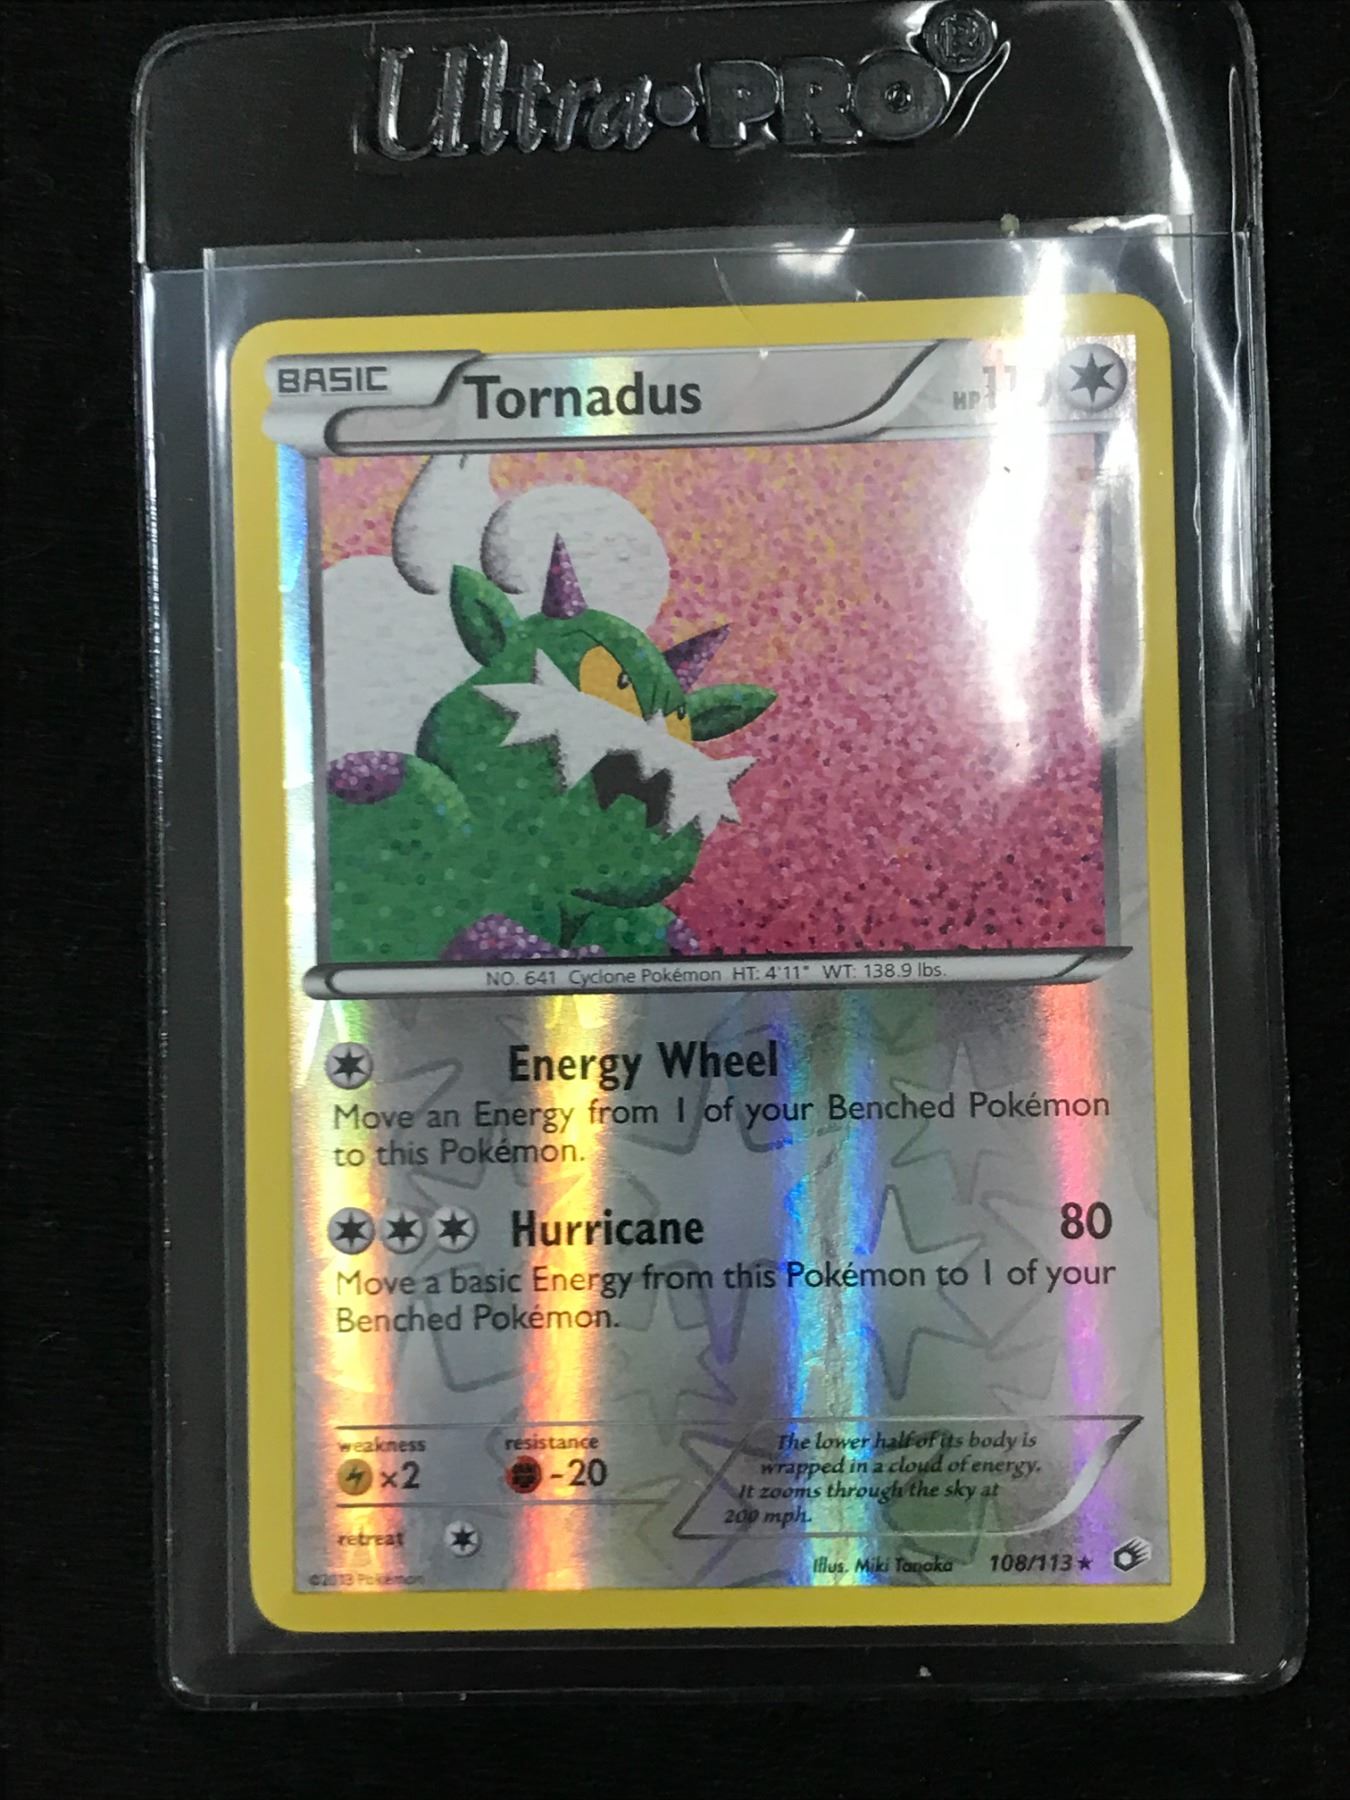 Ultra·PRO®
BASIC Tornadus HP
NO. 641 Cyclone Pokémon HT: 4'11" WT: 138.9 lbs.
Energy Wheel
Move an Energy from 1 of your Benched Pokémon
to this Pokémon.
Hurricane 80
Move a basic Energy from this Pokémon to 1 of your
Benched Pokémon.
weakness resistance
×2 -20
retreat
The lower half of its body is
wrapped in a cloud of energy.
It zooms through the sky at
200 mph.
Illus. Miki Tanaka 108/113 ★
©2013 Pokémon